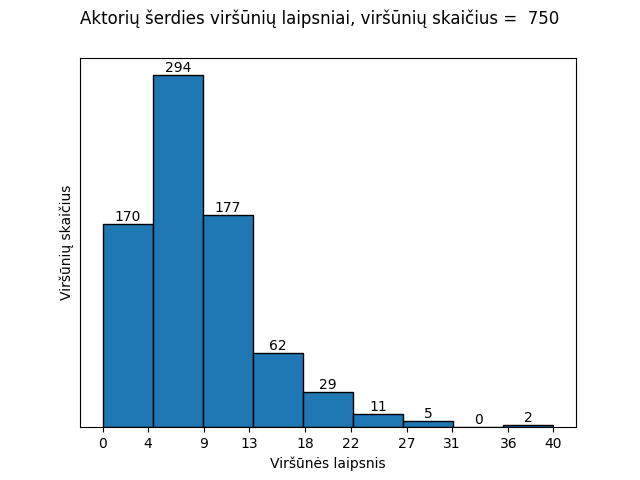 Aktorių šerdies viršūnių laipsniai, viršūnių skaičius =  750
294
177
170
62
29
11
5
0
2
Viršūnių skaičius
0 4 9 13 18 22 27 31 36 40
Viršūnės laipsnis